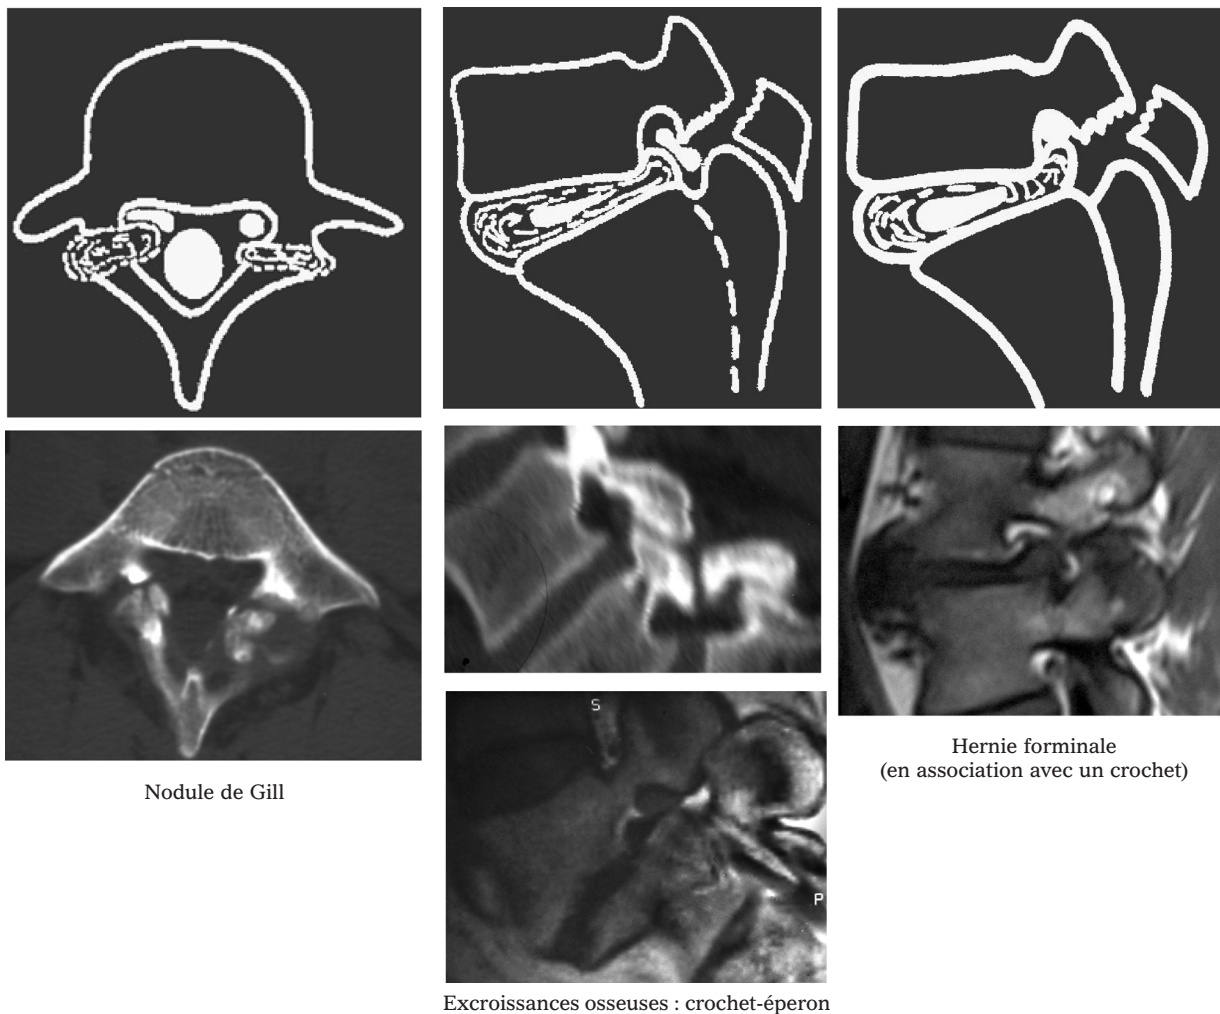 Nodule de Gill
S
P
Excroissances osseuses : crochet-éperon
Hernie forminale
(en association avec un crochet)